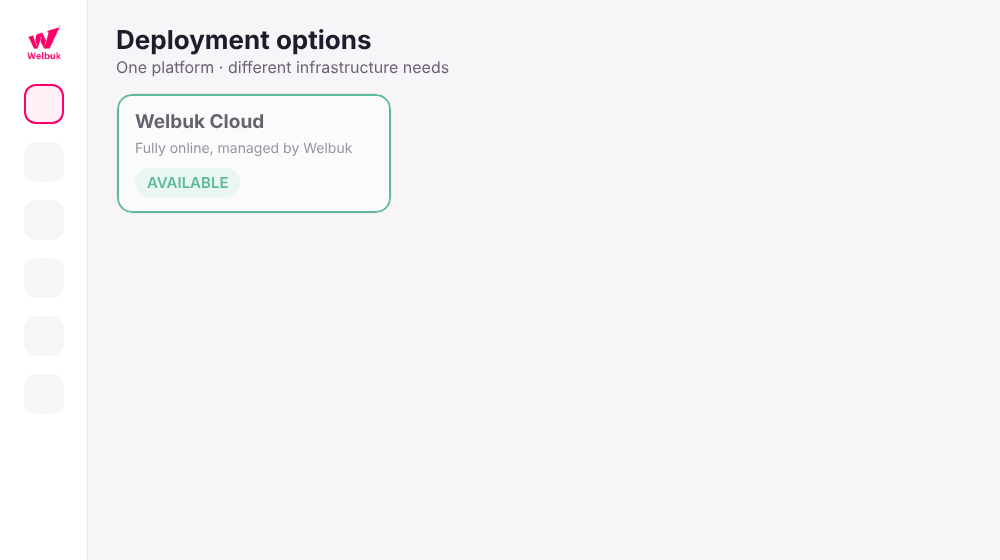 Welbuk
Deployment options
One platform · different infrastructure needs
Welbuk Cloud
Fully online, managed by Welbuk
AVAILABLE